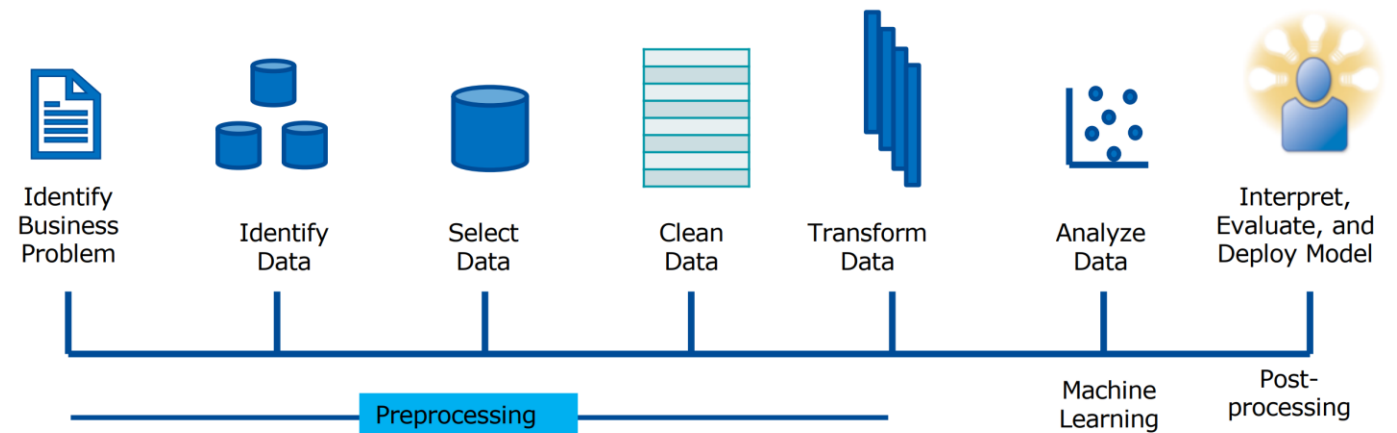 Identify
Business
Problem
Identify
Data
Select
Data
Clean
Data
Transform
Data
Analyze
Data
Interpret,
Evaluate, and
Deploy Model
Preprocessing
Machine
Learning
Post-
processing